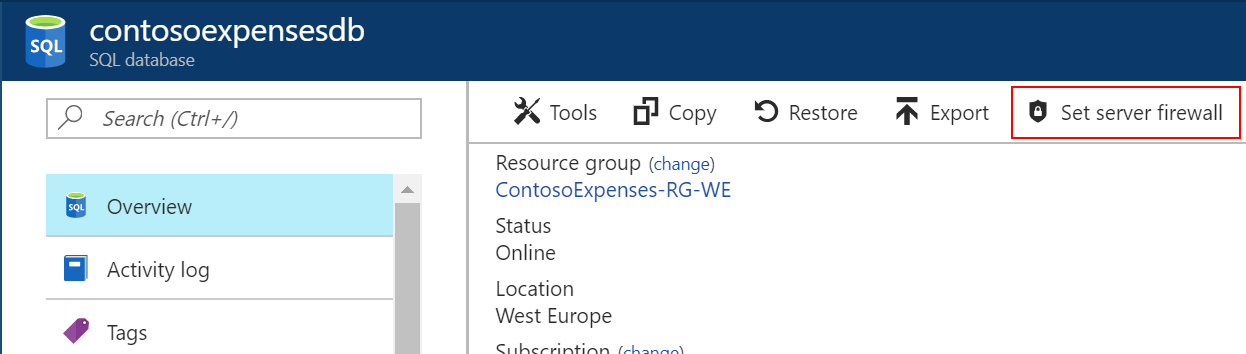 SQL
contosoexpensesdb
SQL database
Search (Ctrl+/)
Tools
Copy
Restore
Export
Set server firewall
SQL
Overview
Activity log
Tags
Resource group (change)
ContosoExpenses-RG-WE
Status
Online
Location
West Europe
Subscription (change)